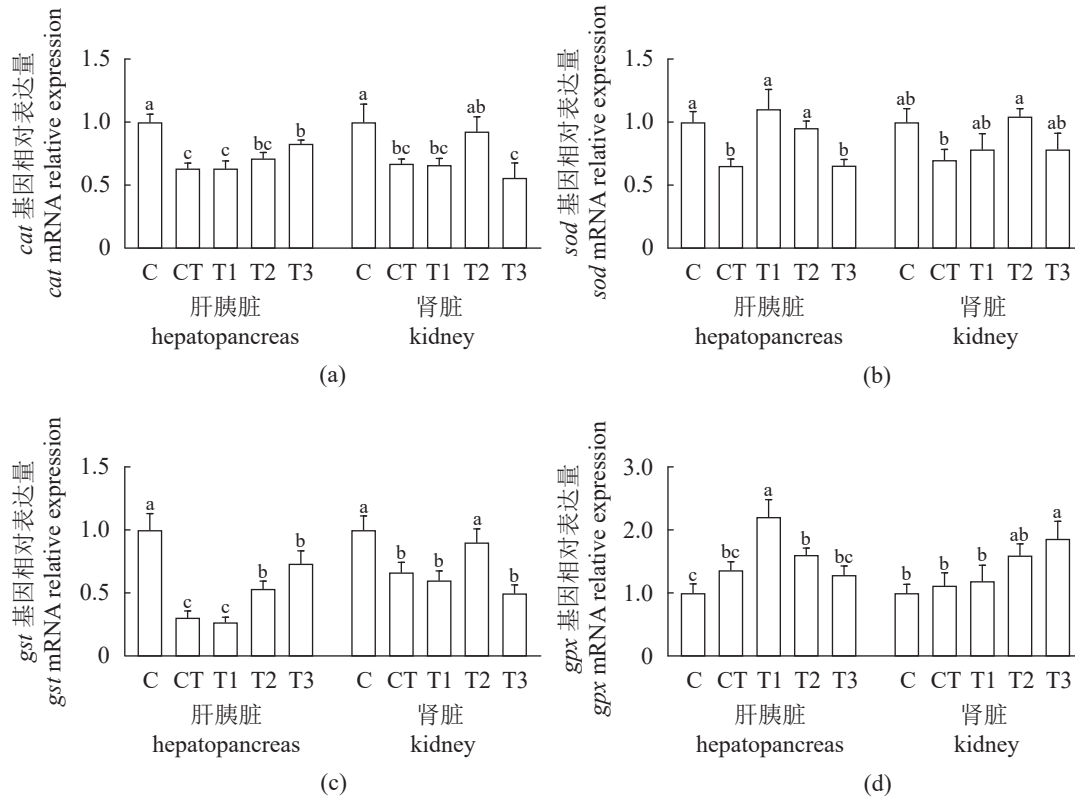 cat 基因相对表达量
cat mRNA relative expression
1.5
1.0
0.5
0
a
c
c
bc
b
a
bc
bc
ab
c
C CT T1 T2 T3 C CT T1 T2 T3
肝胰脏 肾脏
hepatopancreas kidney
(a)
sod 基因相对表达量
sod mRNA relative expression
1.5
1.0
0.5
0
a
b
a
a
b
ab
b
ab
a
ab
C CT T1 T2 T3 C CT T1 T2 T3
肝胰脏 肾脏
hepatopancreas kidney
(b)
gst 基因相对表达量
gst mRNA relative expression
1.5
1.0
0.5
0
a
c
c
b
b
a
b
b
a
b
C CT T1 T2 T3 C CT T1 T2 T3
肝胰脏 肾脏
hepatopancreas kidney
(c)
gpx 基因相对表达量
gpx mRNA relative expression
3.0
2.0
1.0
0
c
bc
a
b
bc
b
b
b
ab
a
C CT T1 T2 T3 C CT T1 T2 T3
肝胰脏 肾脏
hepatopancreas kidney
(d)